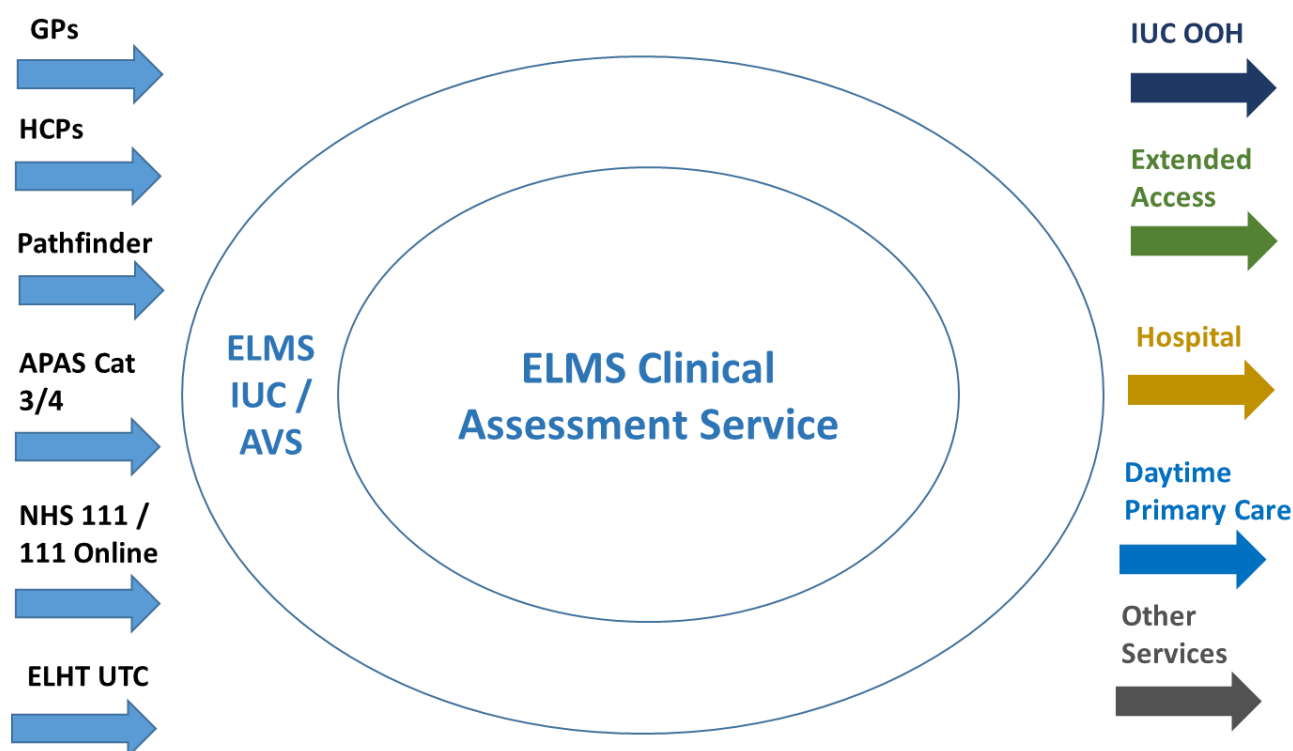 GPs
HCPs
Pathfinder
APAS Cat
3/4
NHS 111 /
111 Online
ELHT UTC
ELMS
IUC /
AVS
ELMS Clinical
Assessment Service
IUC OOH
Extended
Access
Hospital
Daytime
Primary Care
Other
Services